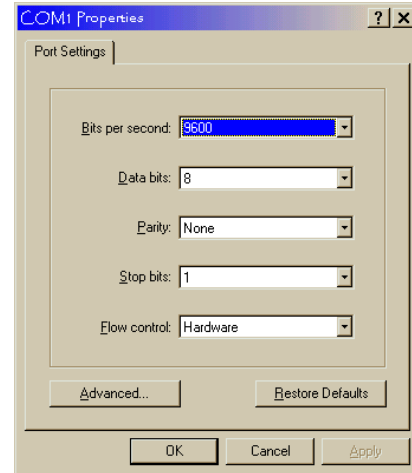 COM1 Properties
? X
Port Settings
Bits per second: 9600
Data bits: 8
Parity: None
Stop bits: 1
Flow control: Hardware
Advanced... Restore Defaults
OK Cancel Apply